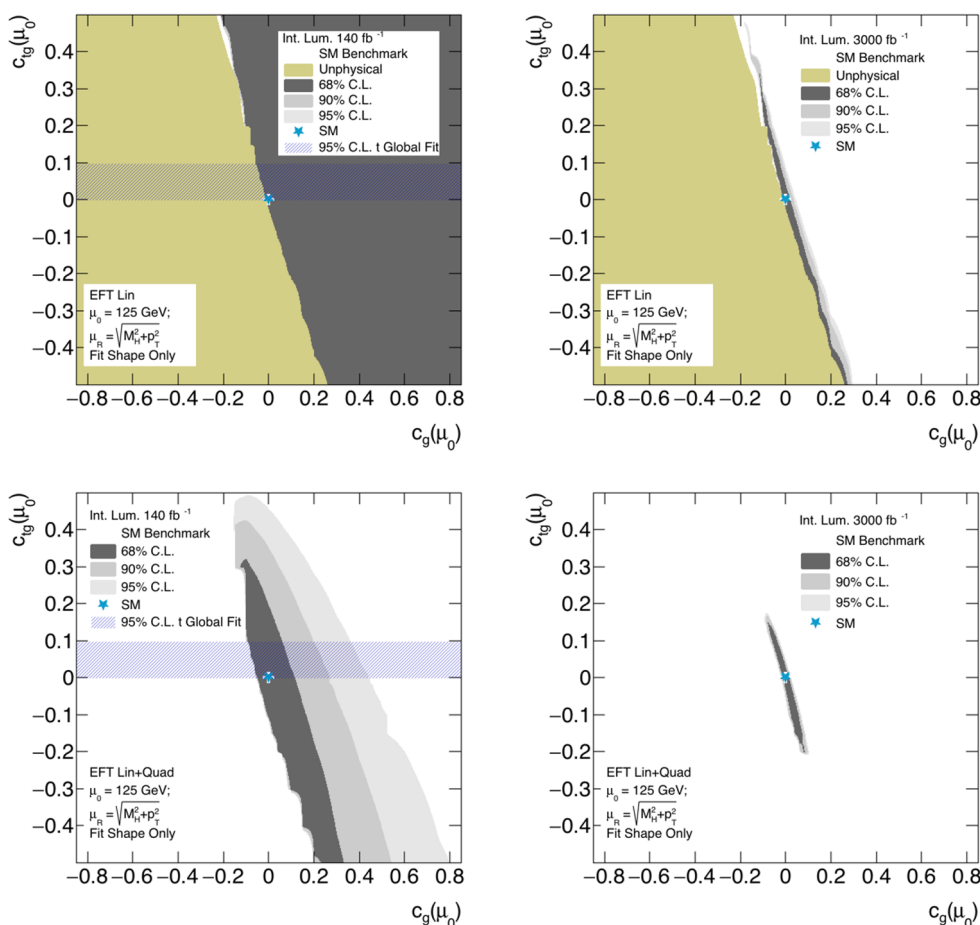 c_tg(μ_0)
0.4
0.3
0.2
0.1
0
−0.1
−0.2
−0.3
−0.4
Int. Lum. 140 fb ⁻¹
SM Benchmark
Unphysical
68% C.L.
90% C.L.
95% C.L.
SM
95% C.L. t Global Fit
EFT Lin
μ_0 = 125 GeV;
μ_R = √M_H^2+p_T^2
Fit Shape Only
−0.8 −0.6 −0.4 −0.2 0 0.2 0.4 0.6 0.8
c_g(μ_0)
c_tg(μ_0)
0.4
0.3
0.2
0.1
0
−0.1
−0.2
−0.3
−0.4
Int. Lum. 3000 fb ⁻¹
SM Benchmark
Unphysical
68% C.L.
90% C.L.
95% C.L.
SM
EFT Lin
μ_0 = 125 GeV;
μ_R = √M_H^2+p_T^2
Fit Shape Only
−0.8 −0.6 −0.4 −0.2 0 0.2 0.4 0.6 0.8
c_g(μ_0)
c_tg(μ_0)
0.4
0.3
0.2
0.1
0
−0.1
−0.2
−0.3
−0.4
Int. Lum. 140 fb ⁻¹
SM Benchmark
68% C.L.
90% C.L.
95% C.L.
SM
95% C.L. t Global Fit
EFT Lin+Quad
μ_0 = 125 GeV;
μ_R = √M_H^2+p_T^2
Fit Shape Only
−0.8 −0.6 −0.4 −0.2 0 0.2 0.4 0.6 0.8
c_g(μ_0)
c_tg(μ_0)
0.4
0.3
0.2
0.1
0
−0.1
−0.2
−0.3
−0.4
Int. Lum. 3000 fb ⁻¹
SM Benchmark
68% C.L.
90% C.L.
95% C.L.
SM
EFT Lin+Quad
μ_0 = 125 GeV;
μ_R = √M_H^2+p_T^2
Fit Shape Only
−0.8 −0.6 −0.4 −0.2 0 0.2 0.4 0.6 0.8
c_g(μ_0)